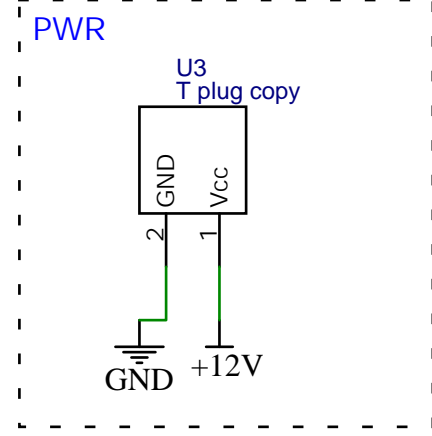 PWR
U3
T plug copy
GND
Vcc
2
1
GND
+12V